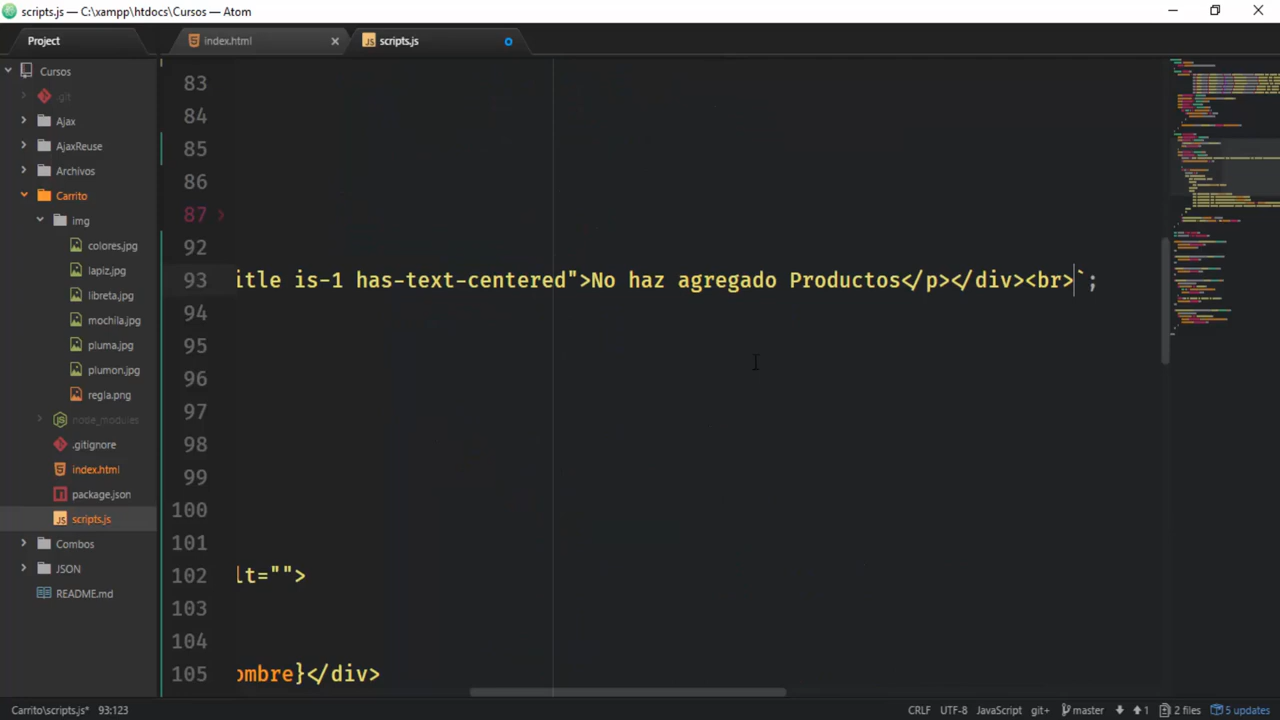 scripts.js — C:\xampp\htdocs\Cursos — Atom
Project
index.html
scripts.js
Cursos
.git
Ajax
AjaxReuse
Archivos
Carrito
img
colores.jpg
lapiz.jpg
libreta.jpg
mochila.jpg
pluma.jpg
plumon.jpg
regla.png
node_modules
.gitignore
index.html
package.json
scripts.js
Combos
JSON
README.md
83
84
85
86
87
92
93 itle is-1 has-text-centered">No haz agregado Productos</p></div><br>`;
94
95
96
97
98
99
100
101
102 lt="">
103
104
105 ombre}</div>
Carrito\scripts.js* 93:123
CRLF UTF-8 JavaScript git+ master 1 2 files 5 updates